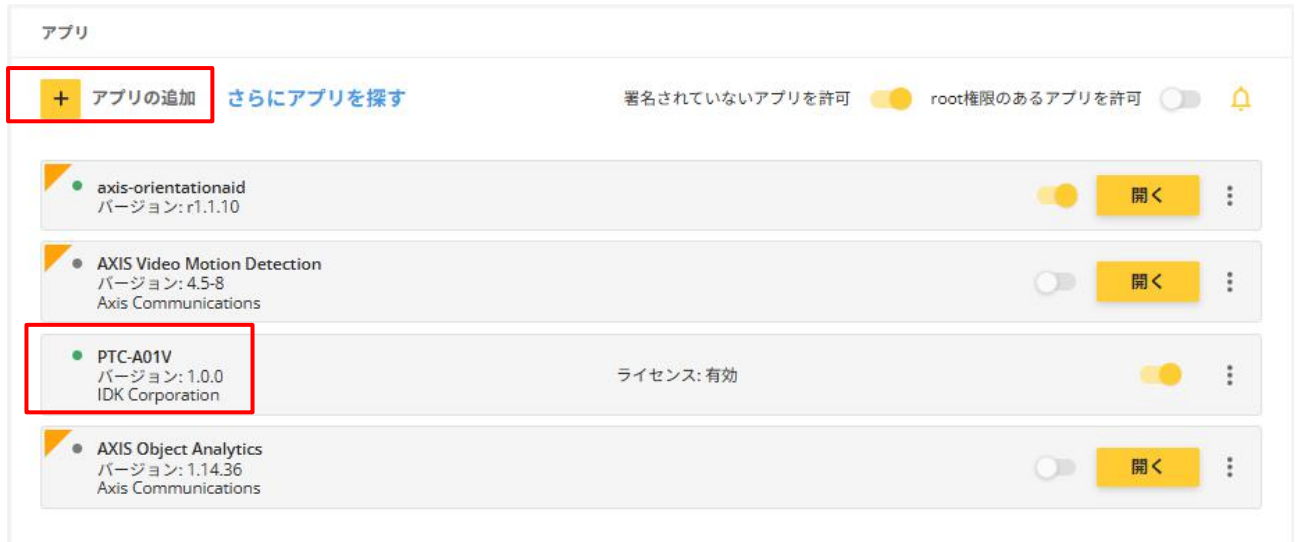 アプリ
+ アプリの追加 さらにアプリを探す 署名されていないアプリを許可 root権限のあるアプリを許可
axis-orientationaid
バージョン: r1.1.10
開く
AXIS Video Motion Detection
バージョン: 4.5-8
Axis Communications
開く
PTC-A01V
バージョン: 1.0.0
IDK Corporation
ライセンス: 有効
AXIS Object Analytics
バージョン: 1.14.36
Axis Communications
開く